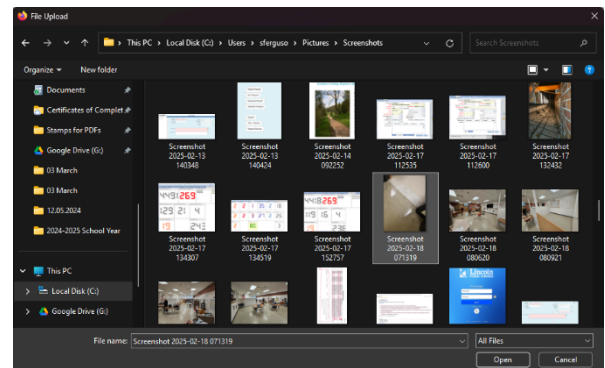 File Upload
This PC > Local Disk (C:) > Users > sferguso > Pictures > Screenshots
Search Screenshots
Organize
New folder
Documents
Certificates of Complet
Stamps for PDFs
Google Drive (G:)
03 March
03 March
12.05.2024
2024-2025 School Year
This PC
Local Disk (C:)
Google Drive (G:)
Screenshot 2025-02-13 140348
Screenshot 2025-02-13 140424
Screenshot 2025-02-14 092252
Screenshot 2025-02-17 112535
Screenshot 2025-02-17 112600
Screenshot 2025-02-17 132432
Screenshot 2025-02-17 134307
Screenshot 2025-02-17 134519
Screenshot 2025-02-17 152757
Screenshot 2025-02-18 071319
Screenshot 2025-02-18 080620
Screenshot 2025-02-18 080921
Lincoln
File name:
Screenshot 2025-02-18 071319
All Files
Open
Cancel